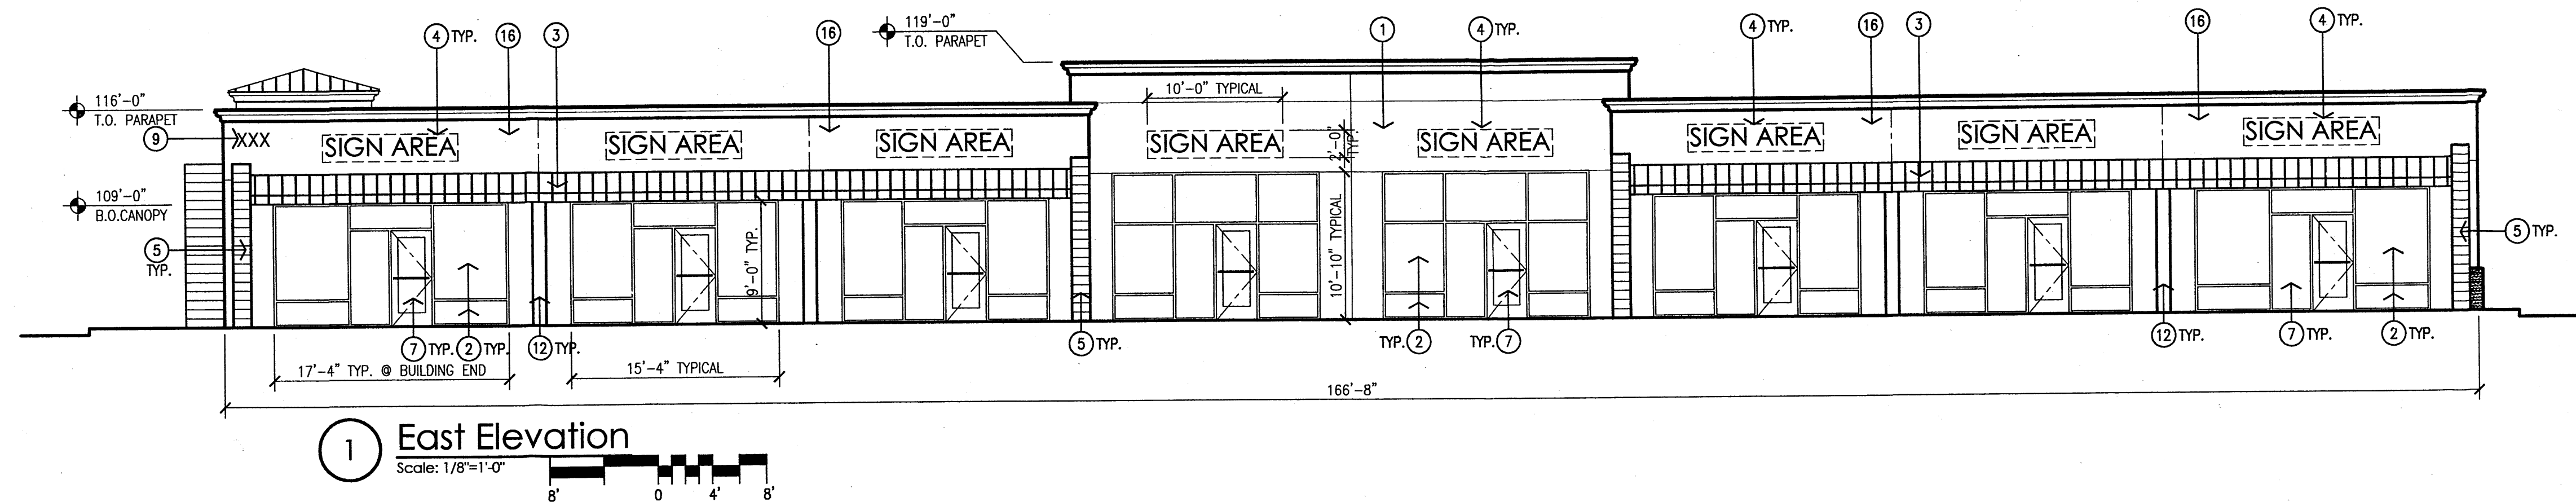 4 TYP. 16 3 16 119'-0" 1 4 TYP. 4 TYP. 16 3 16 4 TYP.
T.O. PARAPET
116'-0"
T.O. PARAPET
10'-0" TYPICAL
9 XXX
SIGN AREA SIGN AREA SIGN AREA SIGN AREA SIGN AREA SIGN AREA SIGN AREA SIGN AREA
2'-0"
TYP.
109'-0"
B.O.CANOPY
5
TYP.
5 TYP.
9'-0" TYP.
10'-10" TYPICAL
7 TYP. 2 TYP. 12 TYP. 5 TYP. TYP. 2 TYP. 7 12 TYP. 7 TYP. 2 TYP.
17'-4" TYP. @ BUILDING END
15'-4" TYPICAL
166'-8"
1 East Elevation
Scale: 1/8"=1'-0"
8' 0 4' 8'